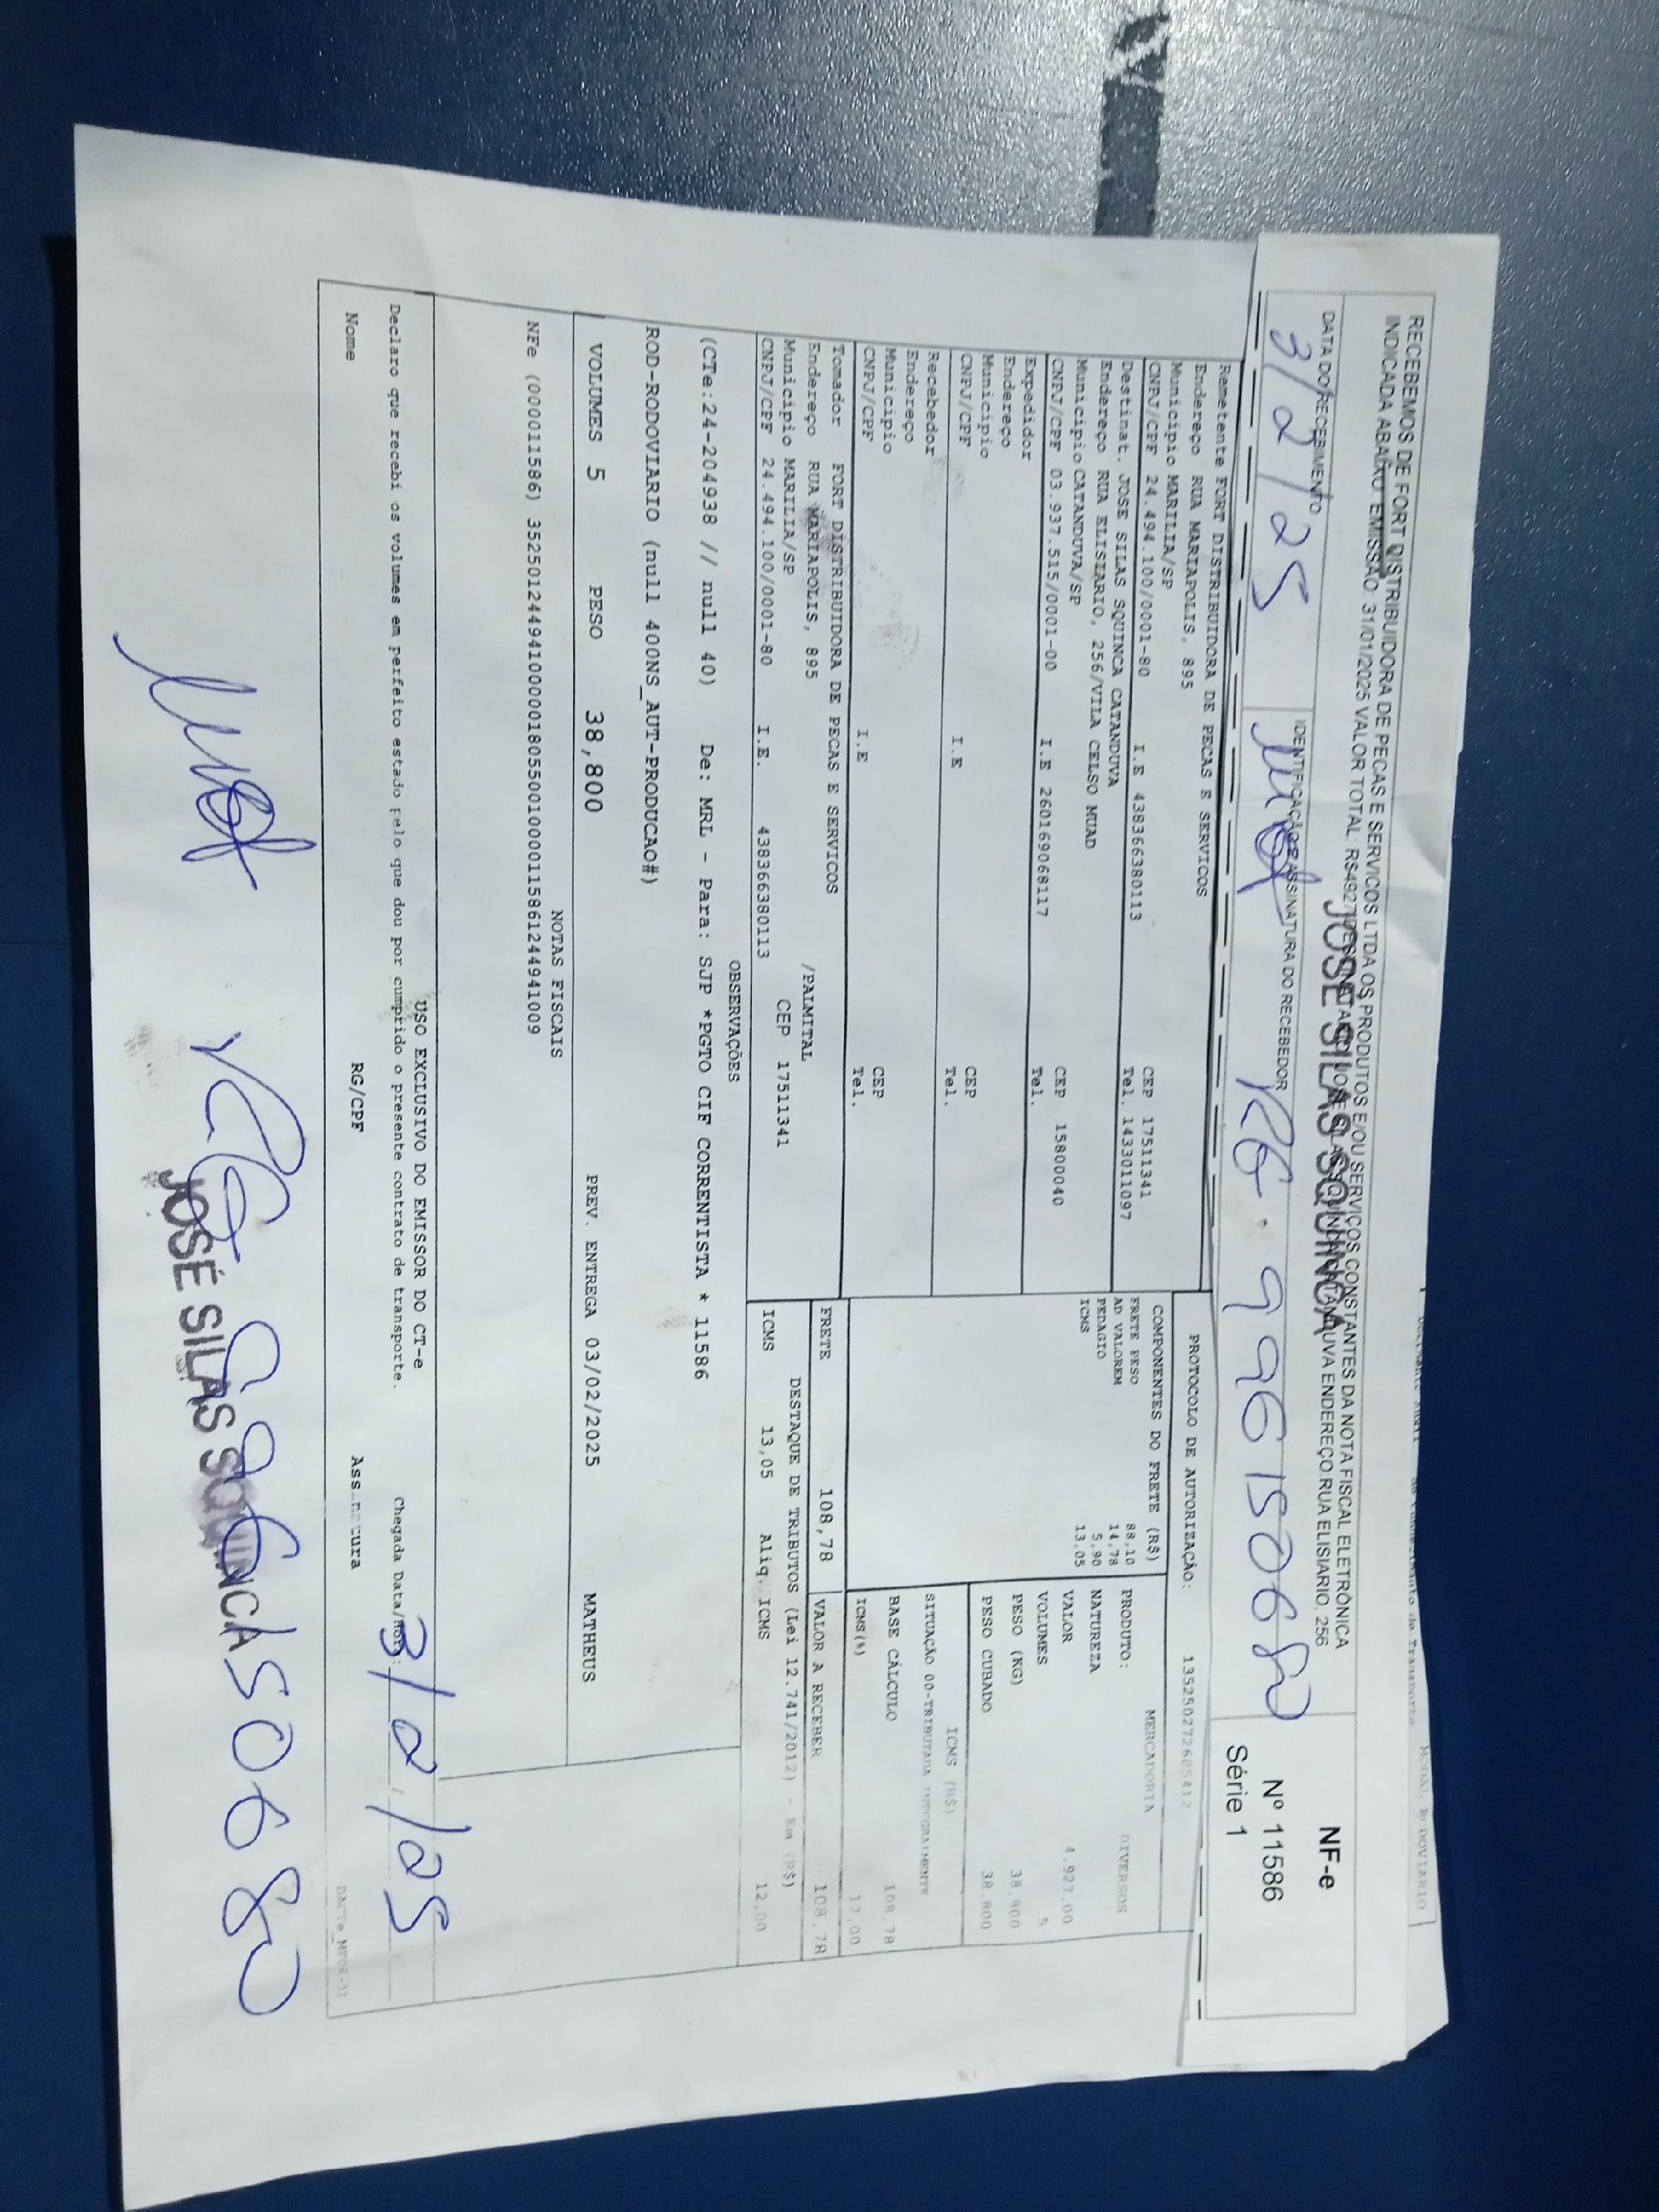 MODAL RODOVIARIO
RECEBEMOS DE FORT DISTRIBUIDORA DE PECAS E SERVICOS LTDA OS PRODUTOS E/OU SERVIÇOS CONSTANTES DA NOTA FISCAL ELETRÔNICA
INDICADA ABAIXO. EMISSÃO: 31/01/2025 VALOR TOTAL: R$4927 DESTINATARIO: JOSE SILAS SQUINCA CATANDUVA ENDEREÇO:RUA ELISIARIO, 256
JOSÉ SILAS SQUINCA
NF-e
Nº 11586
Série 1
DATA DO RECEBIMENTO
IDENTIFICAÇÃO E ASSINATURA DO RECEBEDOR
3/2/25
RG. 996150680
PROTOCOLO DE AUTORIZAÇÃO:
Remetente FORT DISTRIBUIDORA DE PECAS E SERVICOS
Endereço RUA MARIAPOLIS, 895
Municipio MARILIA/SP CEP 17511341
CNPJ/CPF 24.494.100/0001-80 I.E 438366380113 Tel. 1433011097
Destinat. JOSE SILAS SQUINCA CATANDUVA
Endereço RUA ELISIARIO, 256/VILA CELSO MUAD
Municipio CATANDUVA/SP CEP 15800040
CNPJ/CPF 03.937.515/0001-00 I.E 260169068117 Tel.
Expedidor
Endereço
Municipio CEP
CNPJ/CPF I.E Tel.
Recebedor
Endereço
Municipio CEP
CNPJ/CPF I.E Tel.
Tomador FORT DISTRIBUIDORA DE PECAS E SERVICOS
Endereço RUA MARIAPOLIS, 895 /PALMITAL
Municipio MARILIA/SP CEP 17511341
CNPJ/CPF 24.494.100/0001-80 I.E. 438366380113
COMPONENTES DO FRETE (R$)
FRETE PESO 88,10
AD VALOREM 14,78
PEDAGIO 5,90
ICMS 13,05
MERCADORIA
PRODUTO: DIVERSOS
NATUREZA
VALOR 4.927,00
VOLUMES 5
PESO (KG) 38,800
PESO CUBADO 38,800
ICMS (R$)
SITUAÇÃO 00-TRIBUTADA INTEGRALMENTE
BASE CÁLCULO 108,78
ICMS(%) 12,00
FRETE 108,78 VALOR A RECEBER 108,78
DESTAQUE DE TRIBUTOS (Lei 12.741/2012) - Em (R$)
ICMS 13,05 Aliq. ICMS 12,00
OBSERVAÇÕES
(CTe:24-204938 // null 40) De: MRL - Para: SJP *PGTO CIF CORRENTISTA * 11586
ROD-RODOVIARIO (null 400NS_AUT-PRODUCAO#)
VOLUMES 5 PESO 38,800 PREV. ENTREGA 03/02/2025 MATHEUS
NOTAS FISCAIS
NFe (000011586) 35250124494100000180550010000115861244941009
USO EXCLUSIVO DO EMISSOR DO CT-e
Declaro que recebi os volumes em perfeito estado pelo que dou por cumprido o presente contrato de transporte. Chegada Data/Hora:
3/2/25
Nome RG/CPF Assinatura
RG 996150680
JOSÉ SILAS SQUINCA